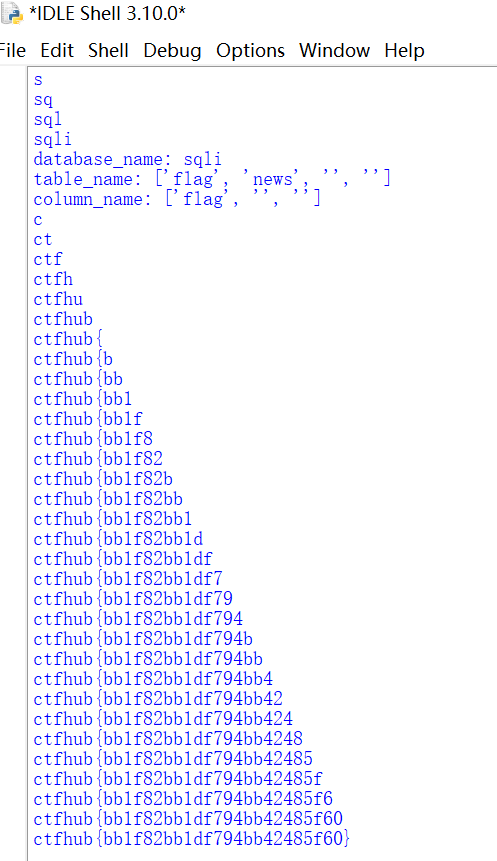 *IDLE Shell 3.10.0*
File Edit Shell Debug Options Window Help
s
sq
sql
sqli
database_name: sqli
table_name: ['flag', 'news', '', '']
column_name: ['flag', '', '']
c
ct
ctf
ctfh
ctfhu
ctfhub
ctfhub{
ctfhub{b
ctfhub{bb
ctfhub{bb1
ctfhub{bb1f
ctfhub{bb1f8
ctfhub{bb1f82
ctfhub{bb1f82b
ctfhub{bb1f82bb
ctfhub{bb1f82bb1
ctfhub{bb1f82bb1d
ctfhub{bb1f82bb1df
ctfhub{bb1f82bb1df7
ctfhub{bb1f82bb1df79
ctfhub{bb1f82bb1df794
ctfhub{bb1f82bb1df794b
ctfhub{bb1f82bb1df794bb
ctfhub{bb1f82bb1df794bb4
ctfhub{bb1f82bb1df794bb42
ctfhub{bb1f82bb1df794bb424
ctfhub{bb1f82bb1df794bb4248
ctfhub{bb1f82bb1df794bb42485
ctfhub{bb1f82bb1df794bb42485f
ctfhub{bb1f82bb1df794bb42485f6
ctfhub{bb1f82bb1df794bb42485f60
ctfhub{bb1f82bb1df794bb42485f60}